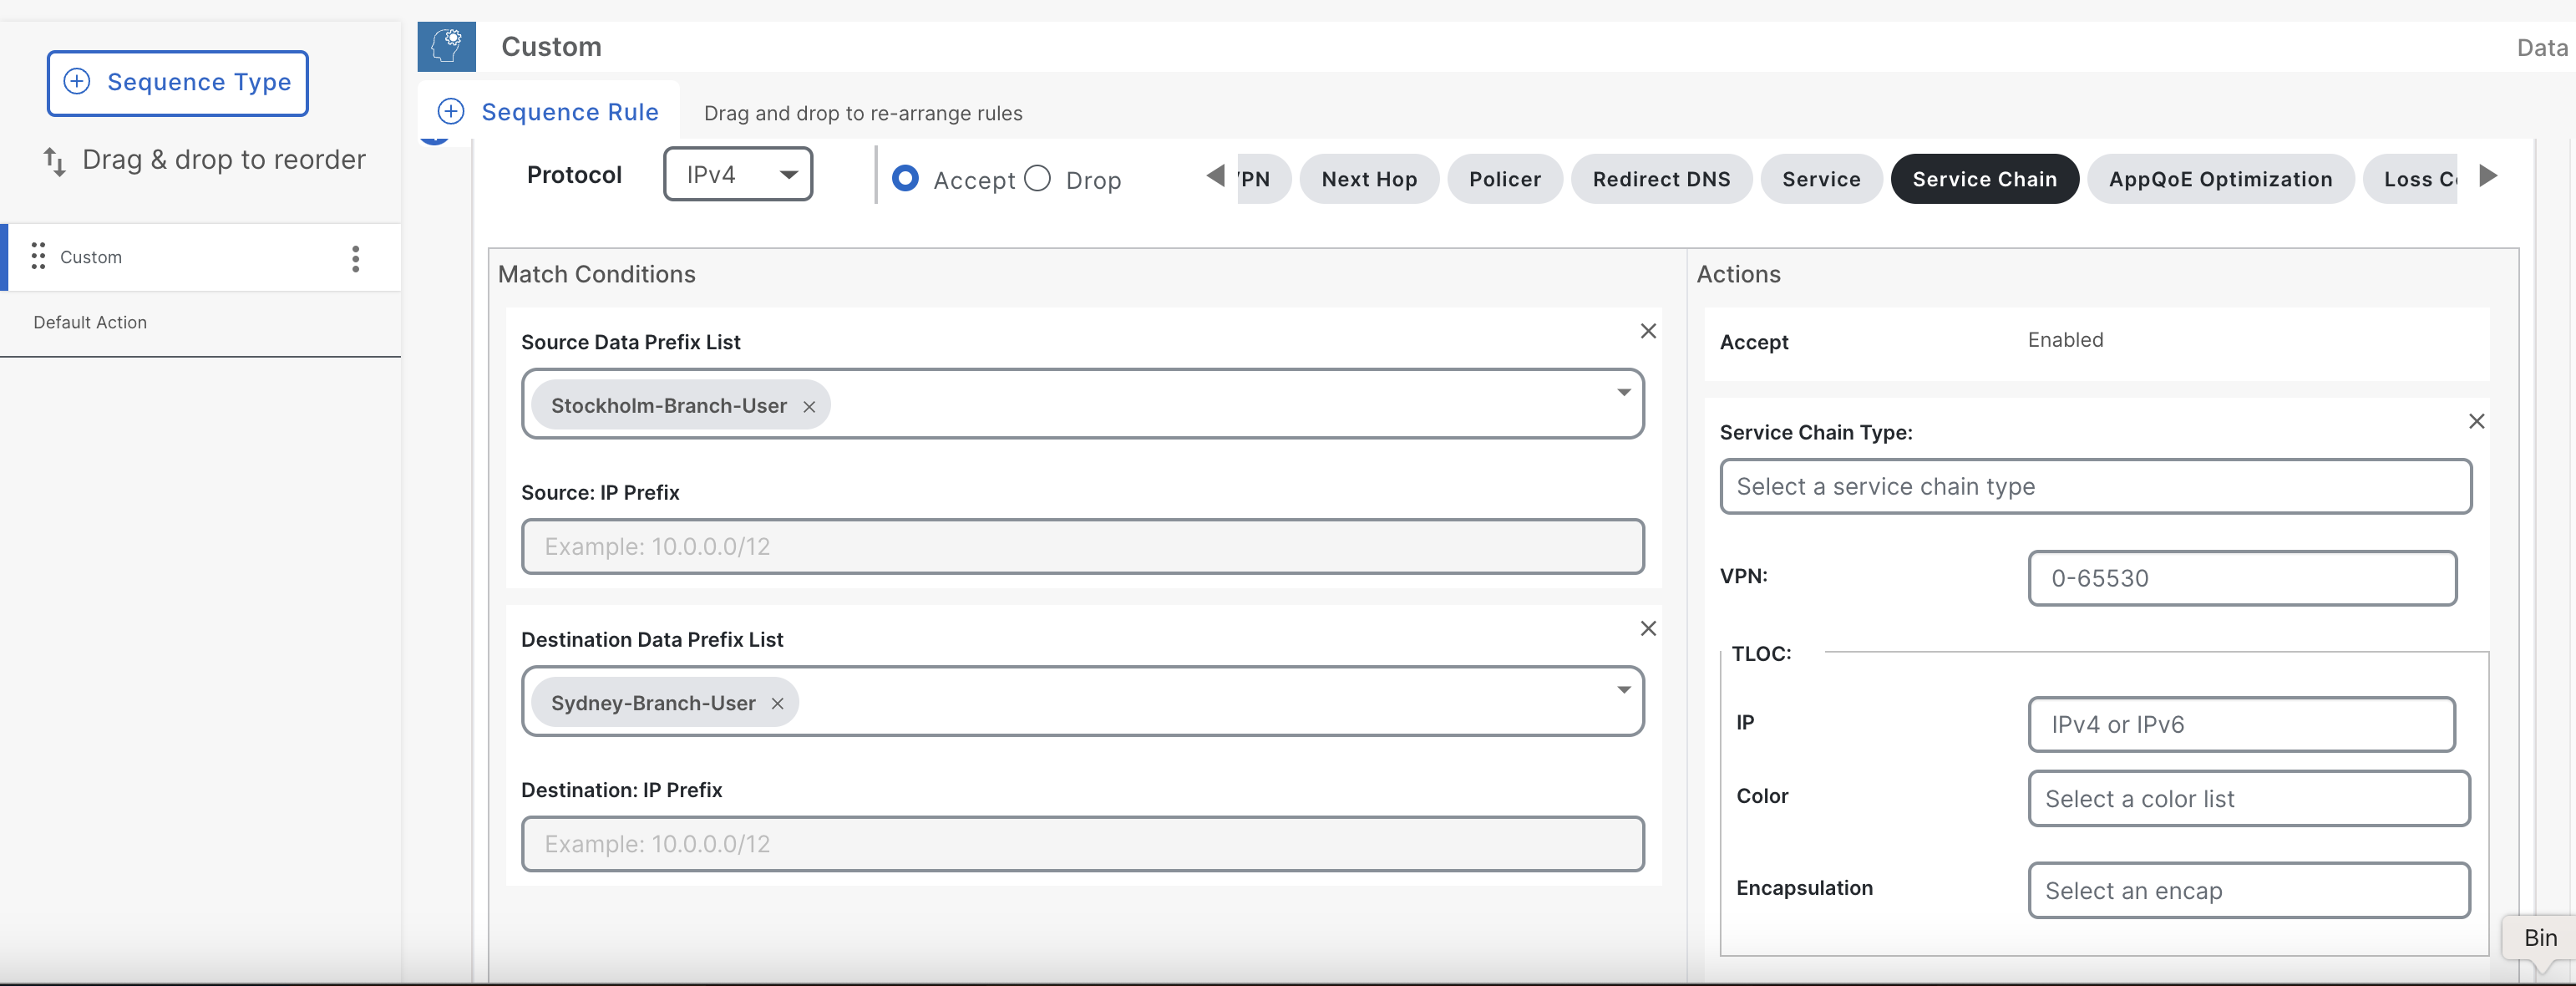 Sequence Type
Drag & drop to reorder
Custom
Default Action
Custom
Data
Sequence Rule
Drag and drop to re-arrange rules
Protocol
IPv4
Accept
Drop
VPN
Next Hop
Policer
Redirect DNS
Service
Service Chain
AppQoE Optimization
Loss Co
Match Conditions
Source Data Prefix List
Stockholm-Branch-User
Source: IP Prefix
Example: 10.0.0.0/12
Destination Data Prefix List
Sydney-Branch-User
Destination: IP Prefix
Example: 10.0.0.0/12
Actions
Accept
Enabled
Service Chain Type:
Select a service chain type
VPN:
0-65530
TLOC:
IP
IPv4 or IPv6
Color
Select a color list
Encapsulation
Select an encap
Bin